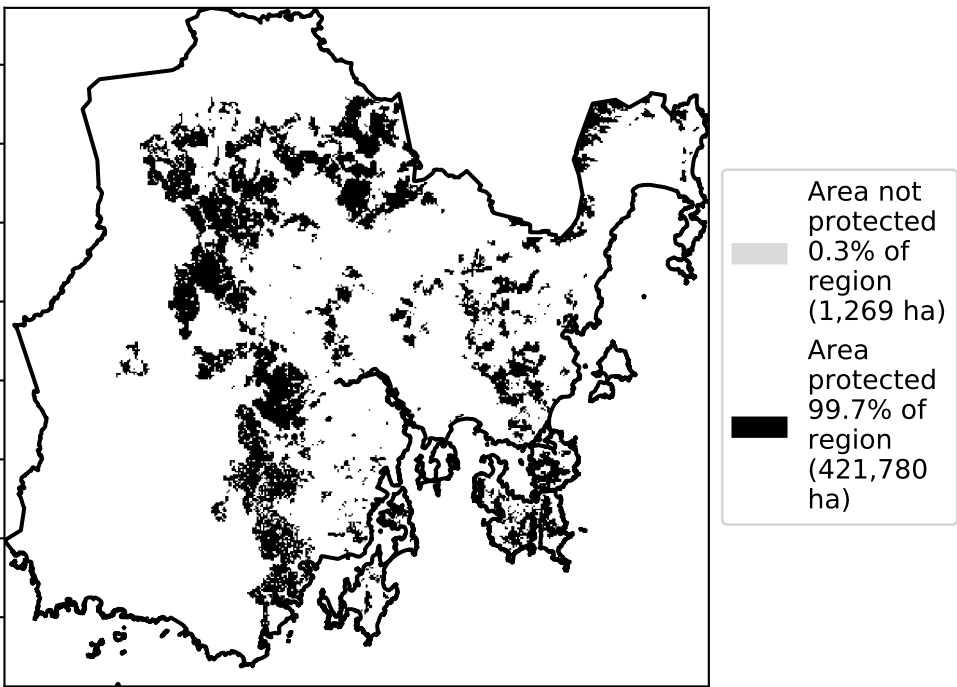 Area not
protected
0.3% of
region
(1,269 ha)
Area
protected
99.7% of
region
(421,780
ha)